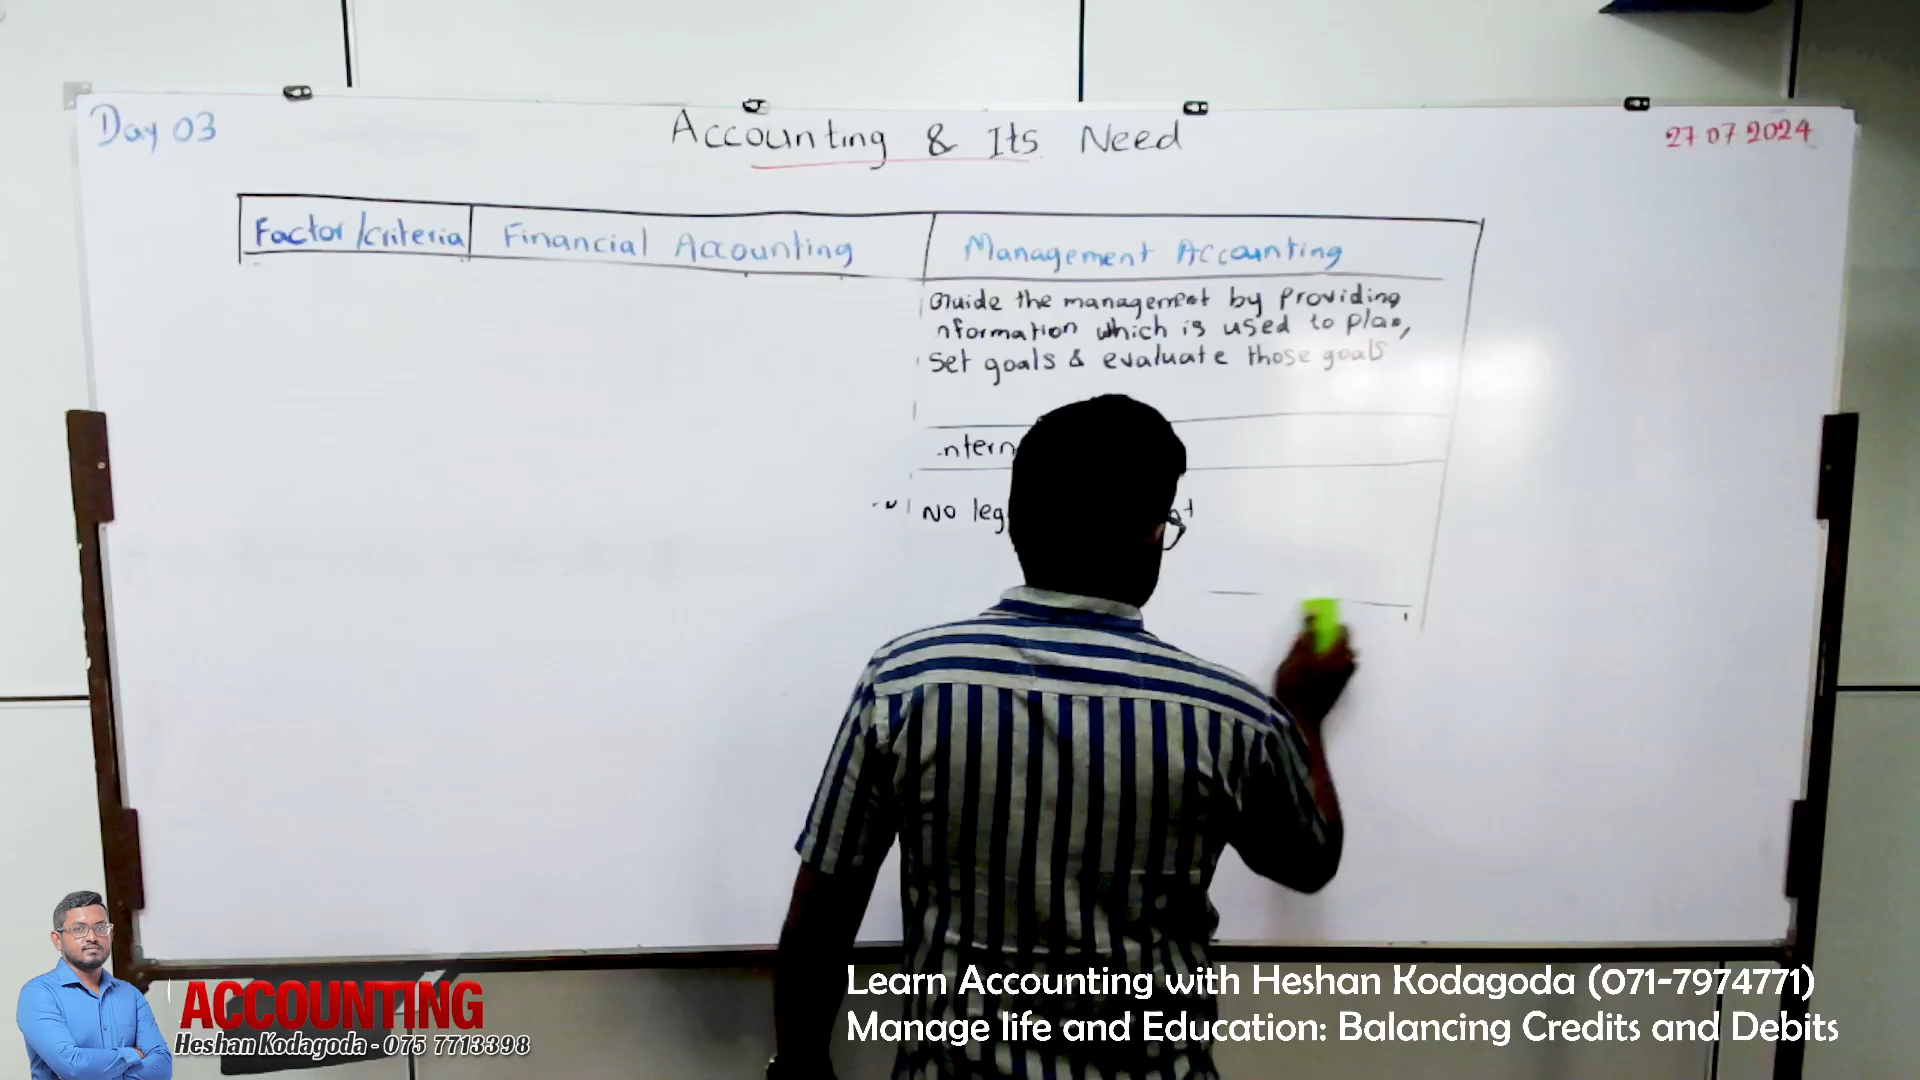 Day 03
Accounting & Its Need
27 07 2024
Factor/criteria
Financial Accounting
Management Accounting
Guide the management by providing
nformation which is used to plan,
Set goals & evaluate those goals
ntern
No leg
ACCOUNTING
Heshan Kodagoda - 075 7713398
Learn Accounting with Heshan Kodagoda (071-7974771)
Manage life and Education: Balancing Credits and Debits